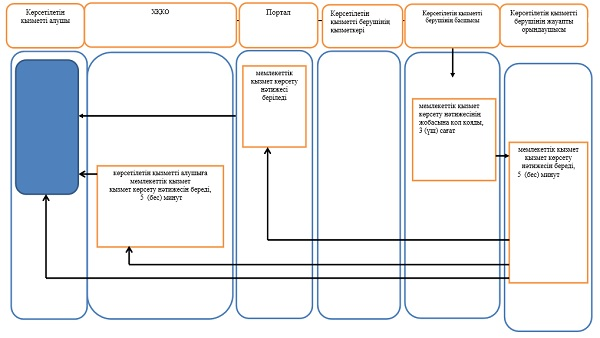 Көрсетілетін
қызметті алушы
ХҚКО
Портал
Көрсетілетін
қызметті берушінің
қызметкері
Көрсетілетін қызметті
берушінің басшысы
Көрсетілетін қызметті
берушінің жауапты
орындаушысы
мемлекеттік
қызмет көрсету
нәтижесі
беріледі
мемлекеттік қызмет
көрсету нәтижесінің
жобасына қол қояды,
3 (үш) сағат
мемлекеттік қызмет
қызмет көрсету
нәтижесін береді,
5 (бес) минут
көрсетілетін қызметті алушыға
мемлекеттік қызмет
қызмет көрсету нәтижесін береді,
5 (бес) минут